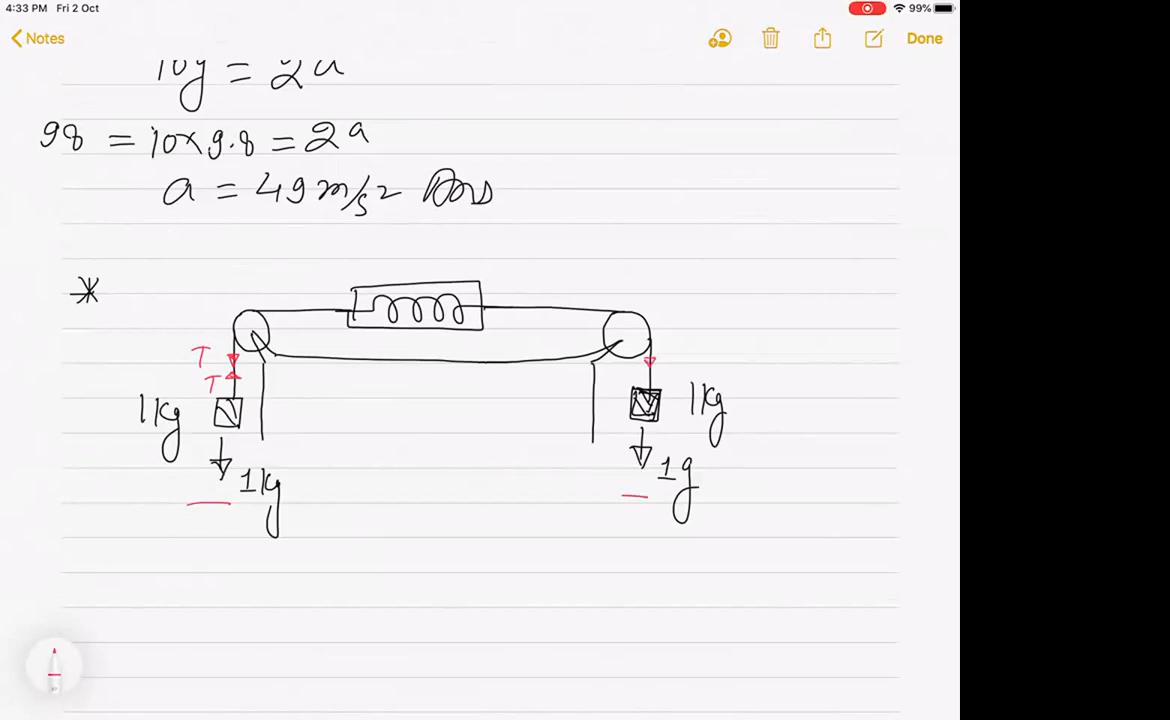 4:33 PM Fri 2 Oct 99%
Notes Done
10g = 2a
98 = 10×9.8 = 2a
a = 49 m/s2 Ans
*
T
T
1kg 1kg
1kg 1g